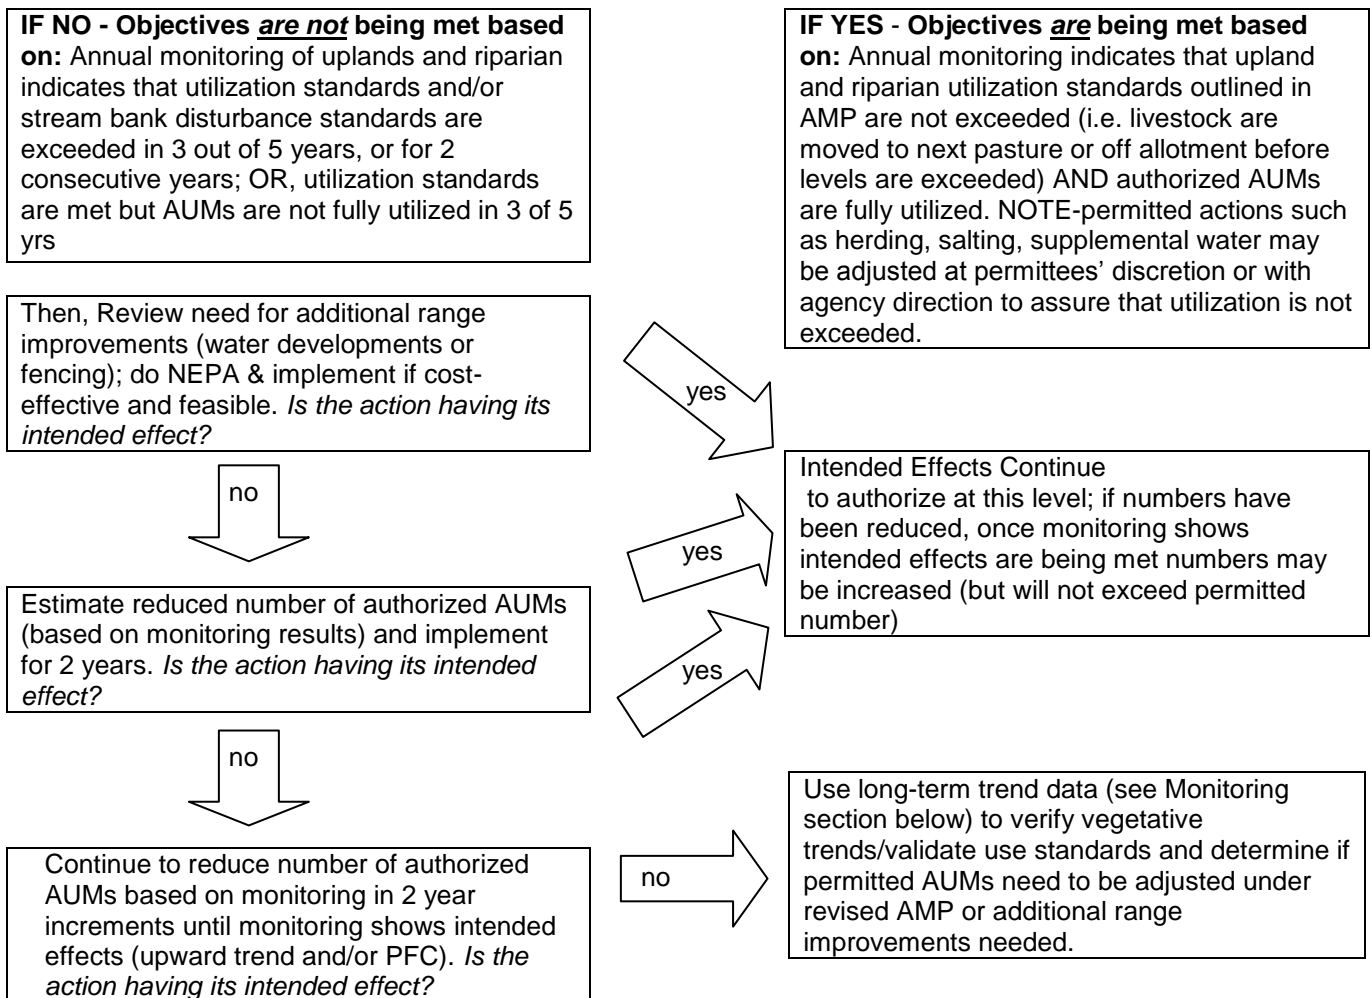 IF NO - Objectives are not being met based
on: Annual monitoring of uplands and riparian
indicates that utilization standards and/or
stream bank disturbance standards are
exceeded in 3 out of 5 years, or for 2
consecutive years; OR, utilization standards
are met but AUMs are not fully utilized in 3 of 5
yrs
IF YES - Objectives are being met based
on: Annual monitoring indicates that upland
and riparian utilization standards outlined in
AMP are not exceeded (i.e. livestock are
moved to next pasture or off allotment before
levels are exceeded) AND authorized AUMs
are fully utilized. NOTE-permitted actions such
as herding, salting, supplemental water may
be adjusted at permittees' discretion or with
agency direction to assure that utilization is not
exceeded.
Then, Review need for additional range
improvements (water developments or
fencing); do NEPA & implement if cost-
effective and feasible. Is the action having its
intended effect?
yes
no
Intended Effects Continue
to authorize at this level; if numbers have
been reduced, once monitoring shows
intended effects are being met numbers may
be increased (but will not exceed permitted
number)
yes
Estimate reduced number of authorized AUMs
(based on monitoring results) and implement
for 2 years. Is the action having its intended
effect?
yes
no
Continue to reduce number of authorized
AUMs based on monitoring in 2 year
increments until monitoring shows intended
effects (upward trend and/or PFC). Is the
action having its intended effect?
no
Use long-term trend data (see Monitoring
section below) to verify vegetative
trends/validate use standards and determine if
permitted AUMs need to be adjusted under
revised AMP or additional range
improvements needed.